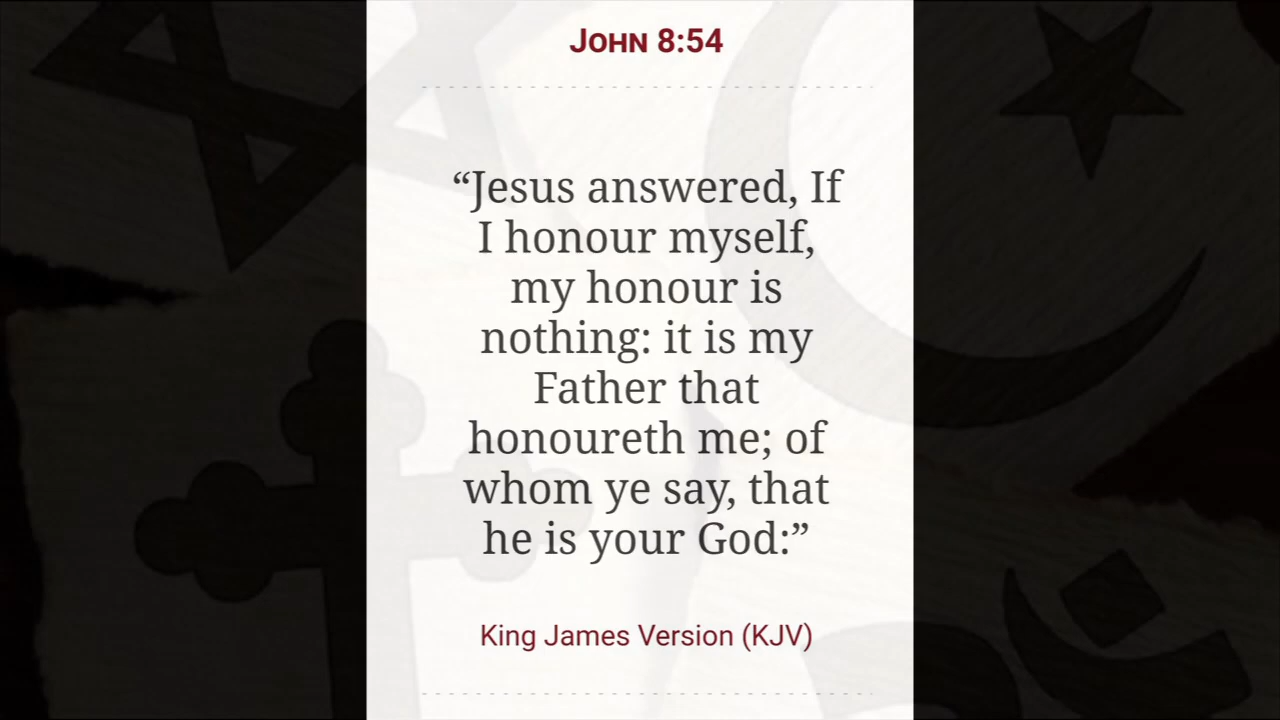 John 8:54
“Jesus answered, If
I honour myself,
my honour is
nothing: it is my
Father that
honoureth me; of
whom ye say, that
he is your God:”
King James Version (KJV)